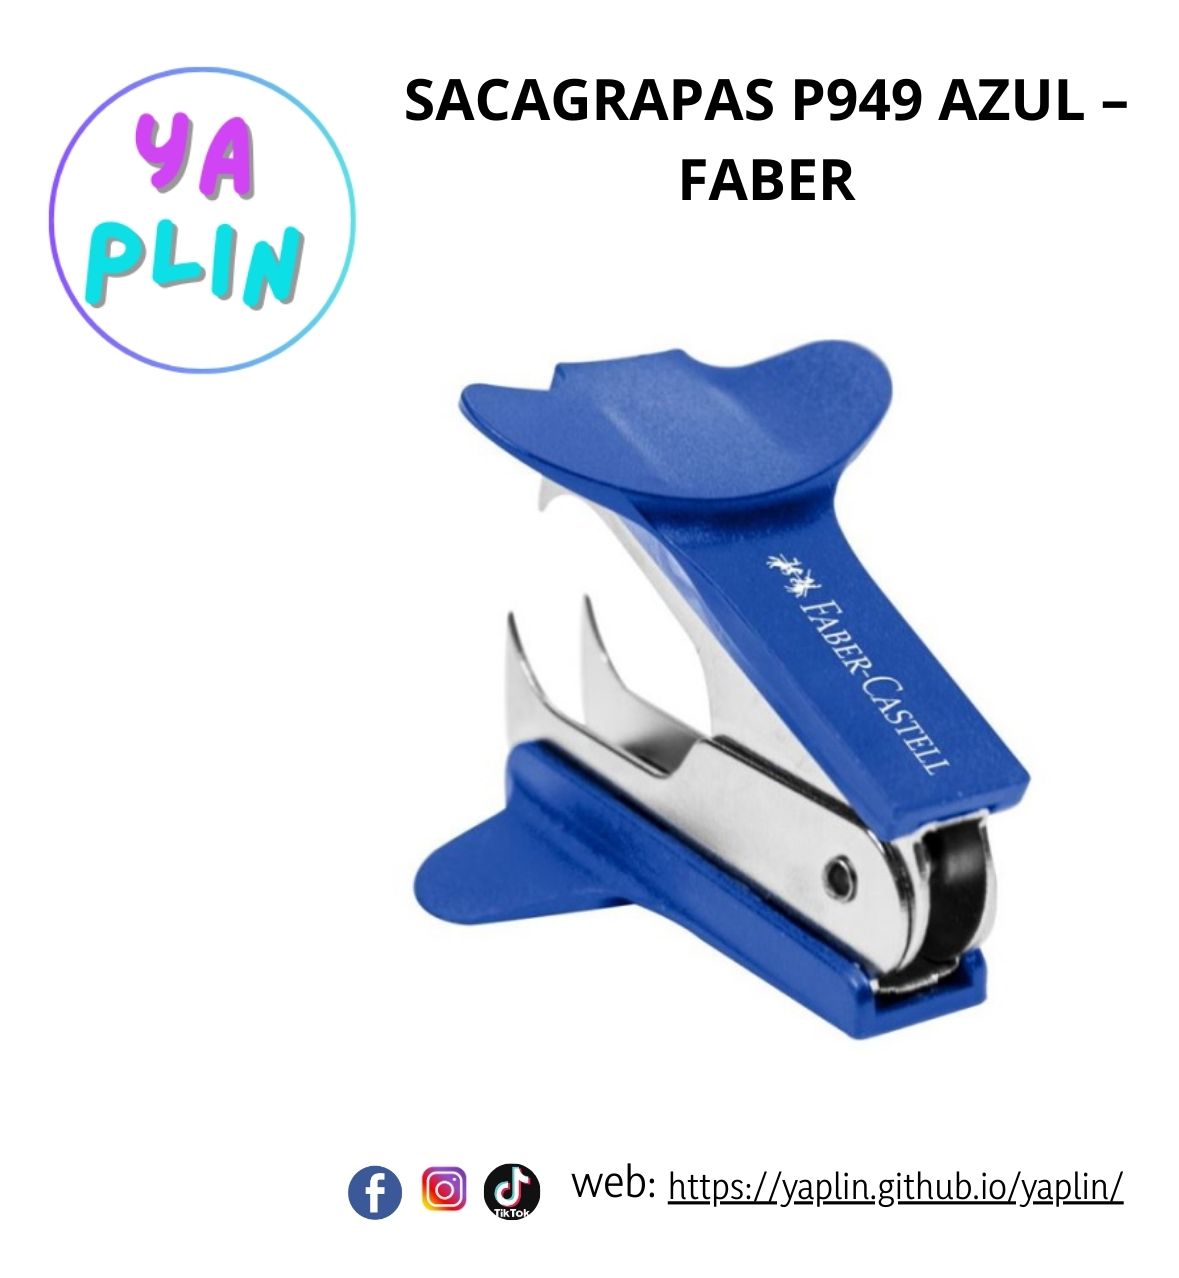 YA
PLIN
SACAGRAPAS P949 AZUL –
FABER
FABER-CASTELL
TikTok
web: https://yaplin.github.io/yaplin/